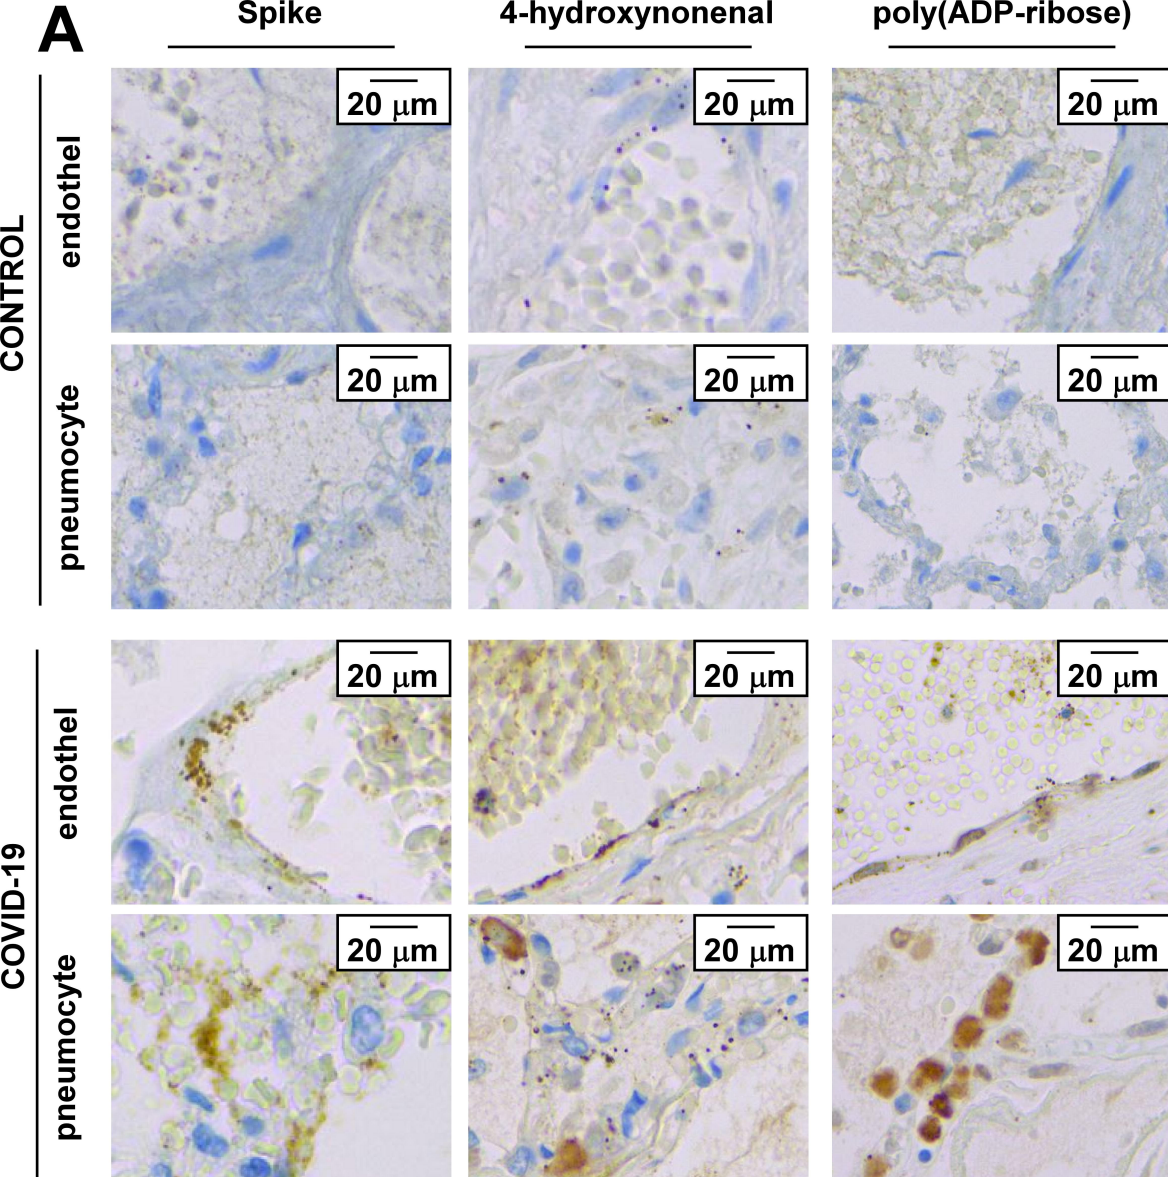 A
Spike 4-hydroxynonenal poly(ADP-ribose)
CONTROL
endothel
20 μm 20 μm 20 μm
pneumocyte
20 μm 20 μm 20 μm
COVID-19
endothel
20 μm 20 μm 20 μm
pneumocyte
20 μm 20 μm 20 μm